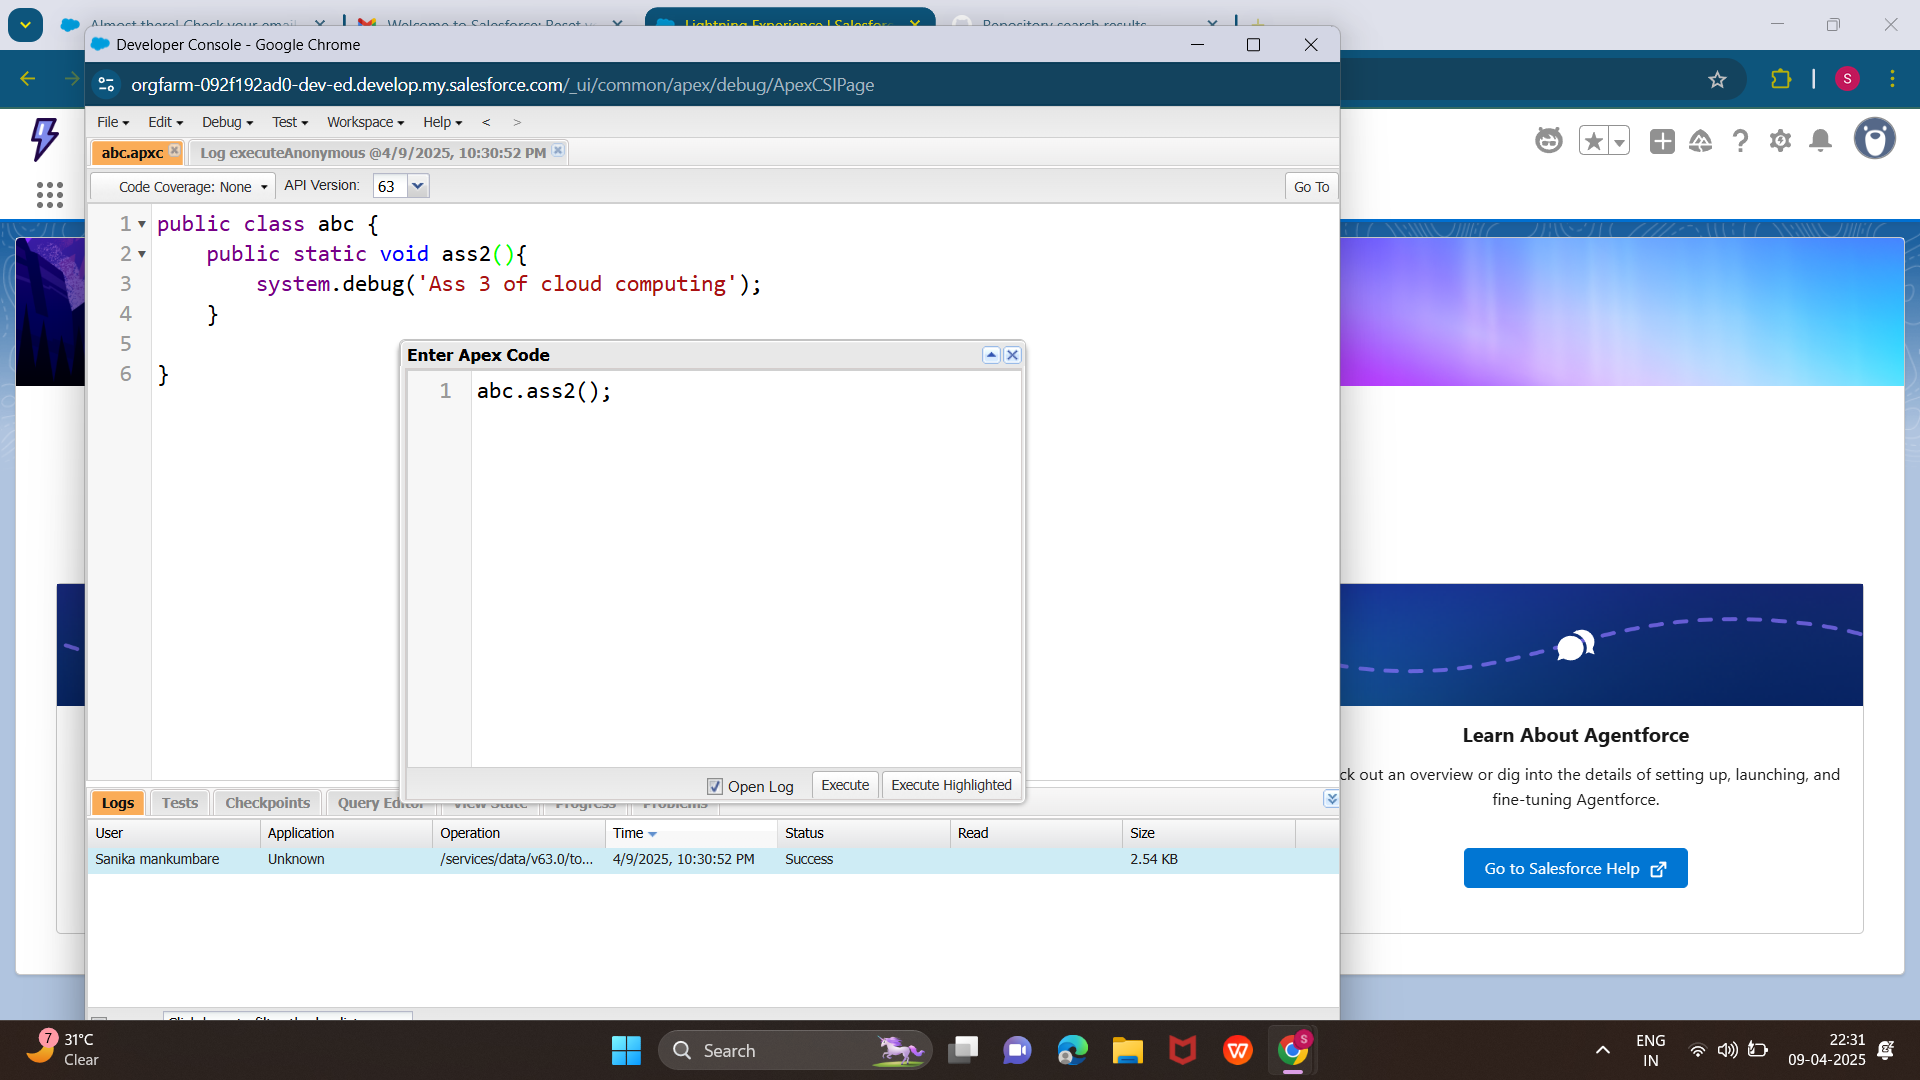 Almost there! Check your email
Welcome to Salesforce: Reset y
Lightning Experience | Salesforc
Repository search results
Developer Console - Google Chrome
orgfarm-092f192ad0-dev-ed.develop.my.salesforce.com/_ui/common/apex/debug/ApexCSIPage
S
File Edit Debug Test Workspace Help < >
abc.apxc Log executeAnonymous @4/9/2025, 10:30:52 PM
Code Coverage: None API Version: 63 Go To
1 public class abc {
2 public static void ass2(){
3 system.debug('Ass 3 of cloud computing');
4 }
5
6 }
Enter Apex Code
1 abc.ass2();
Open Log Execute Execute Highlighted
Logs Tests Checkpoints Query Editor View State Progress Problems
User Application Operation Time Status Read Size
Sanika mankumbare Unknown /services/data/v63.0/to... 4/9/2025, 10:30:52 PM Success 2.54 KB
Learn About Agentforce
ck out an overview or dig into the details of setting up, launching, and
fine-tuning Agentforce.
Go to Salesforce Help
7 31°C
Clear
Search
W
S
ENG
IN
22:31
09-04-2025